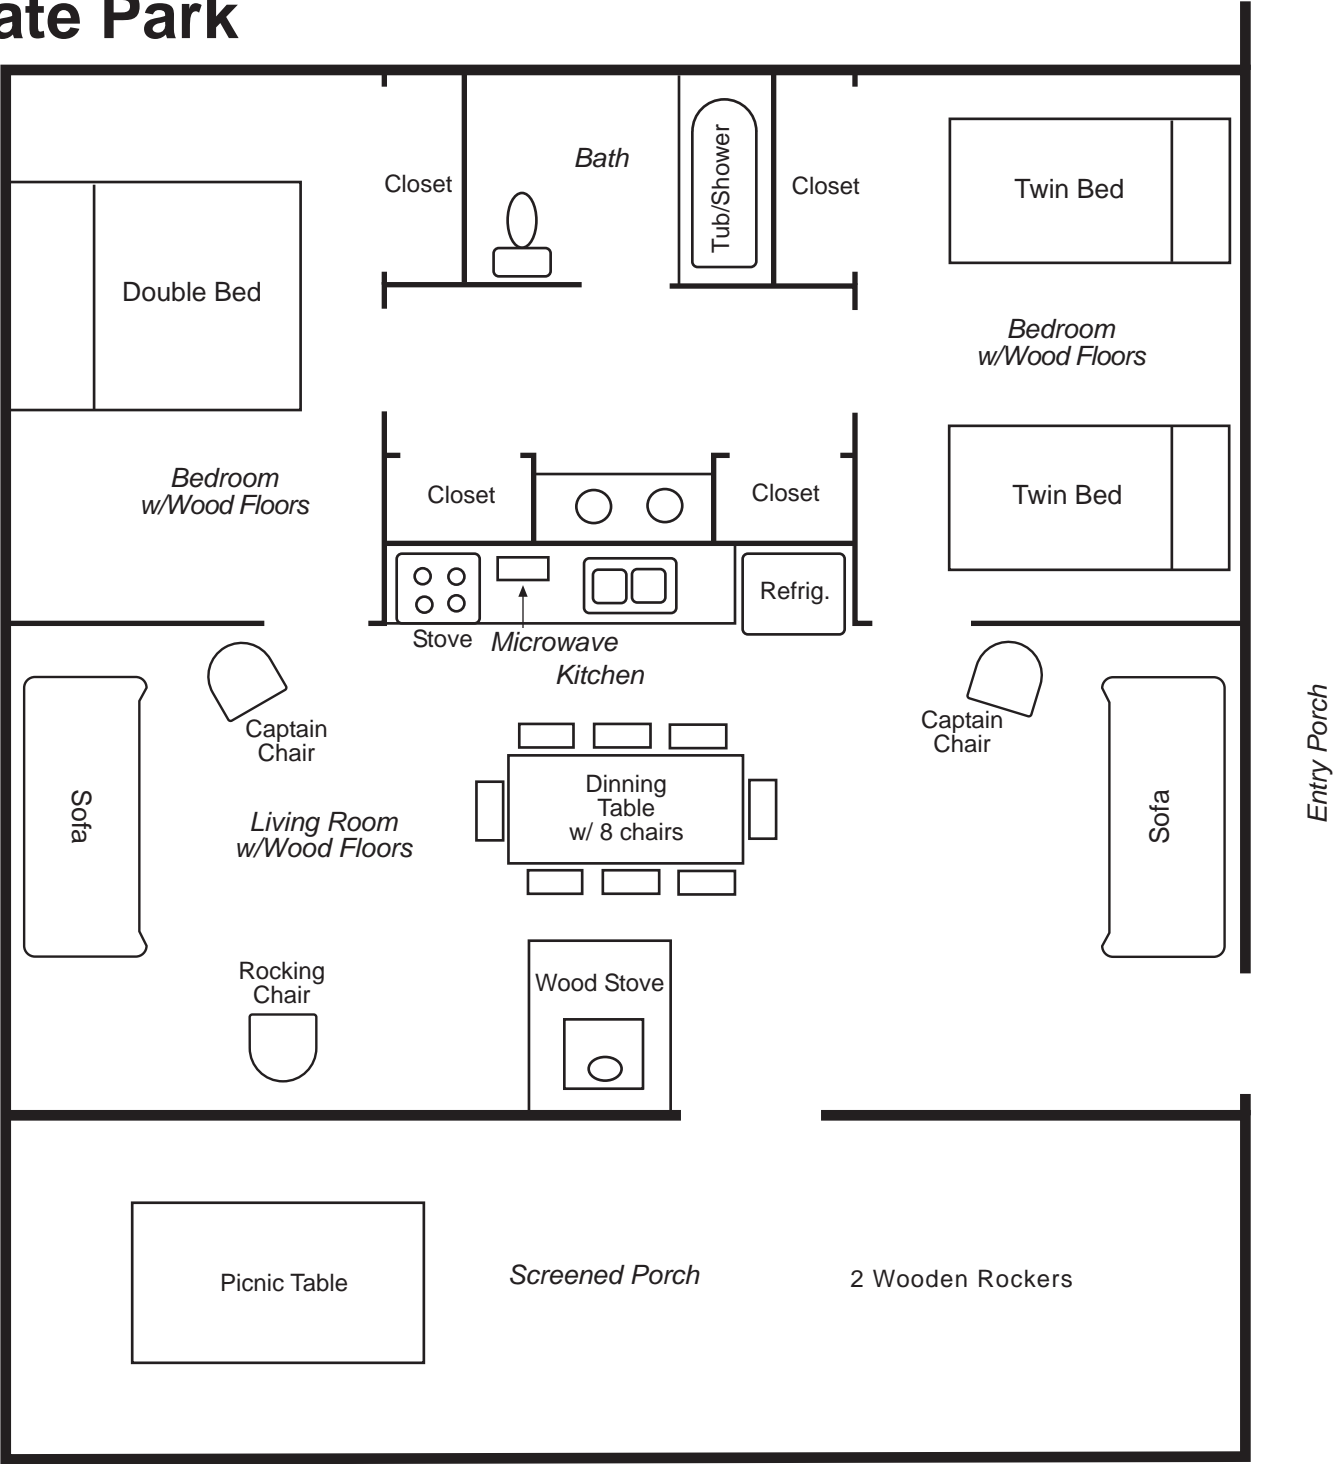 ate Park
Closet
Bath
Tub/Shower
Closet
Twin Bed
Double Bed
Bedroom
w/Wood Floors
Bedroom
w/Wood Floors
Closet
Closet
Twin Bed
Refrig.
Stove
Microwave
Kitchen
Captain
Chair
Captain
Chair
Sofa
Living Room
w/Wood Floors
Dinning
Table
w/ 8 chairs
Sofa
Entry Porch
Rocking
Chair
Wood Stove
Picnic Table
Screened Porch
2 Wooden Rockers